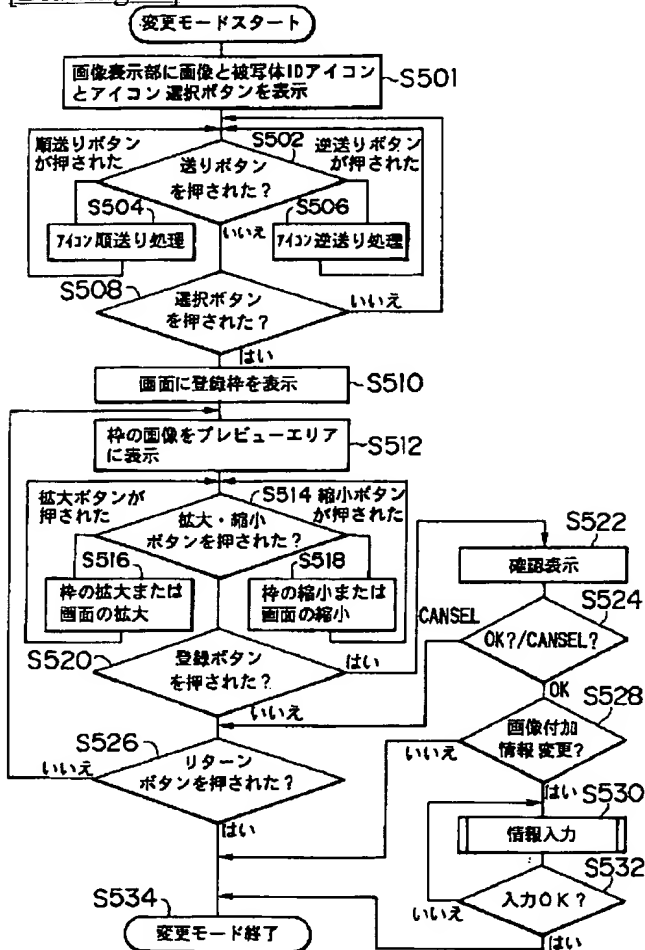 変更モードスタート
画像表示部に画像と被写体IDアイコン
とアイコン選択ボタンを表示
S501
順送りボタン
が押された
S502
送りボタン
を押された?
逆送りボタン
が押された
S504
アイコン順送り処理
いいえ
S506
アイコン逆送り処理
S508
選択ボタン
を押された?
いいえ
はい
画面に登録枠を表示
S510
枠の画像をプレビューエリア
に表示
S512
拡大ボタンが
押された
S514
拡大・縮小
ボタンを押された?
縮小ボタン
が押された
S516
枠の拡大または
画面の拡大
S518
枠の縮小または
画面の縮小
S520
登録ボタン
を押された?
はい
いいえ
S522
確認表示
S524
CANSEL
OK?/CANSEL?
OK
S528
画像付加
情報変更?
いいえ
はい
S526
リターン
ボタンを押された?
いいえ
はい
S530
情報入力
S532
入力OK?
いいえ
はい
S534
変更モード終了